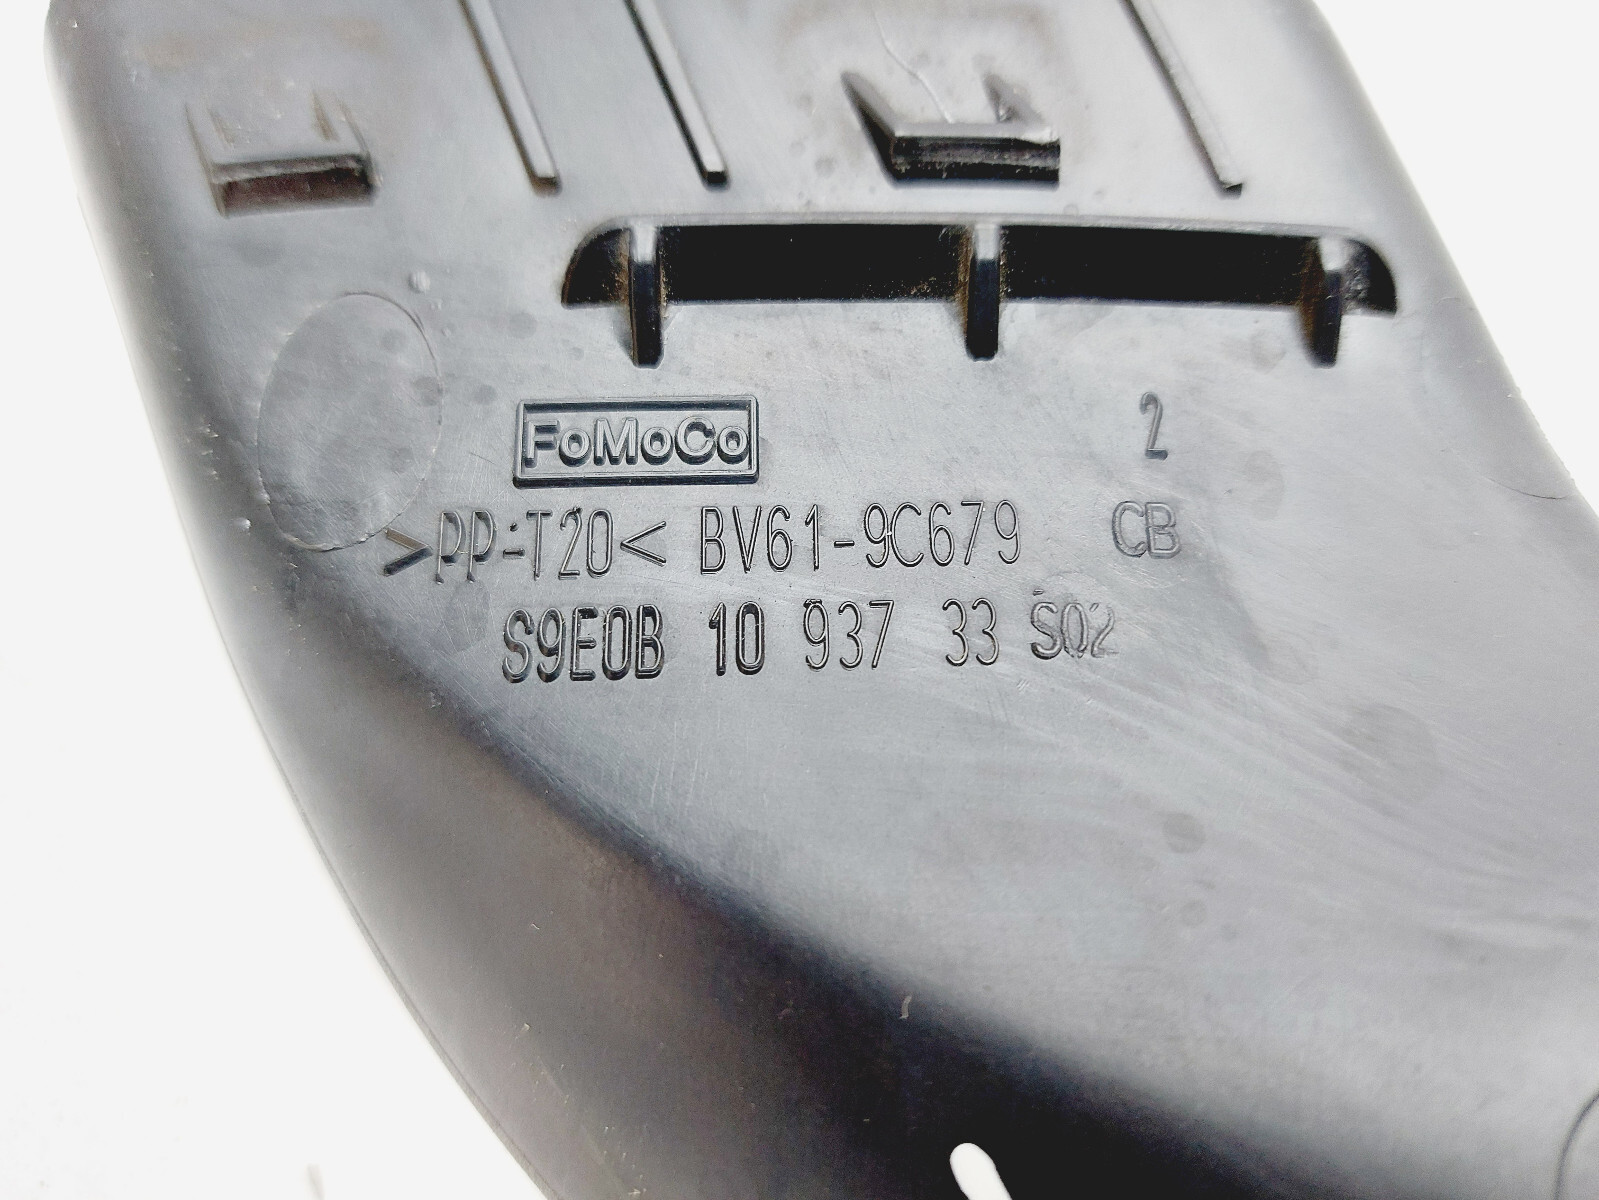 FoMoCo 2
>PP-T20< BV61-9C679 CB
S9E0B 10 937 33 S02